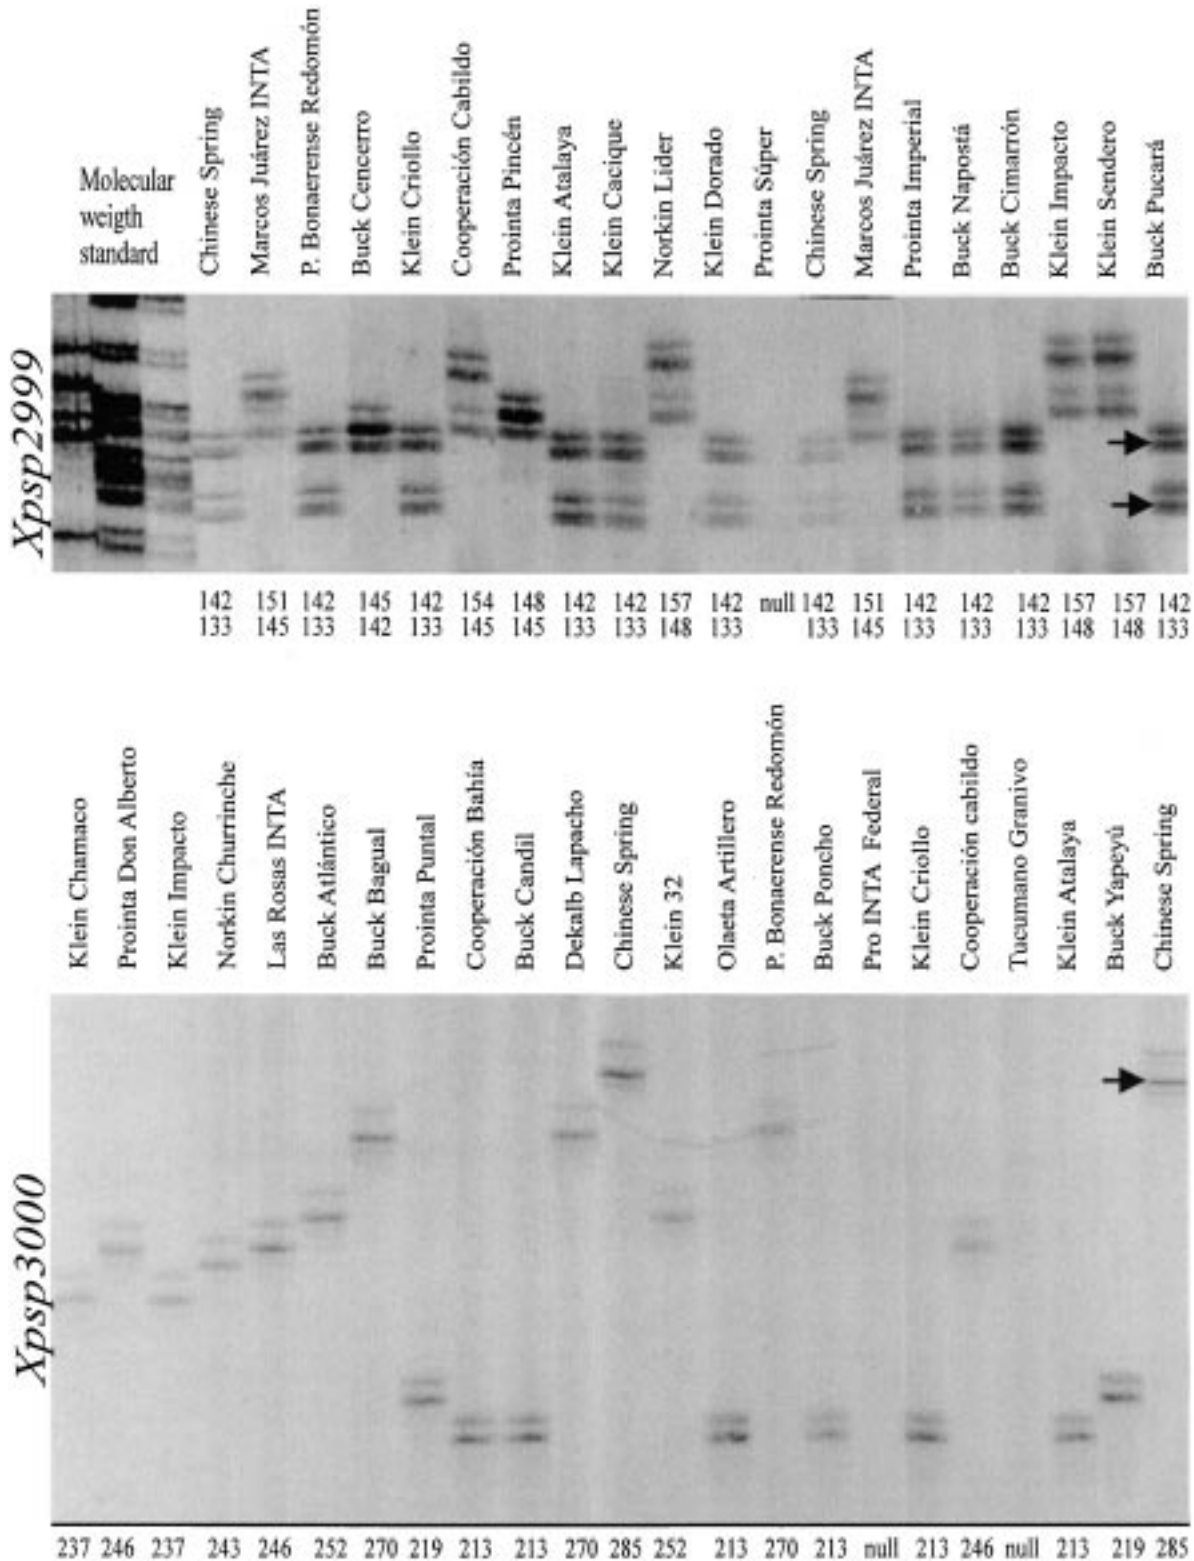 Molecular
weigth
standard
Chinese Spring
Marcos Juárez INTA
P. Bonaerense Redomón
Buck Cencerro
Klein Criollo
Cooperación Cabildo
Prointa Pincén
Klein Atalaya
Klein Cacique
Norkin Lider
Klein Dorado
Prointa Súper
Chinese Spring
Marcos Juárez INTA
Prointa Imperial
Buck Napostá
Buck Cimarrón
Klein Impacto
Klein Sendero
Buck Pucará
Xpsp2999
142 151 142 145 142 154 148 142 142 157 142 null 142 151 142 142 142 157 157 142
133 145 133 142 133 145 145 133 133 148 133 133 145 133 133 133 148 148 133
Klein Chamaco
Prointa Don Alberto
Klein Impacto
Norkin Churrinche
Las Rosas INTA
Buck Atlántico
Buck Bagual
Prointa Puntal
Cooperación Bahía
Buck Candil
Dekalb Lapacho
Chinese Spring
Klein 32
Olaeta Artillero
P. Bonaerense Redomón
Buck Poncho
Pro INTA Federal
Klein Criollo
Cooperación cabildo
Tucumano Granivo
Klein Atalaya
Buck Yapeyú
Chinese Spring
Xpsp3000
237 246 237 243 246 252 270 219 213 213 270 285 252 213 270 213 null 213 246 null 213 219 285